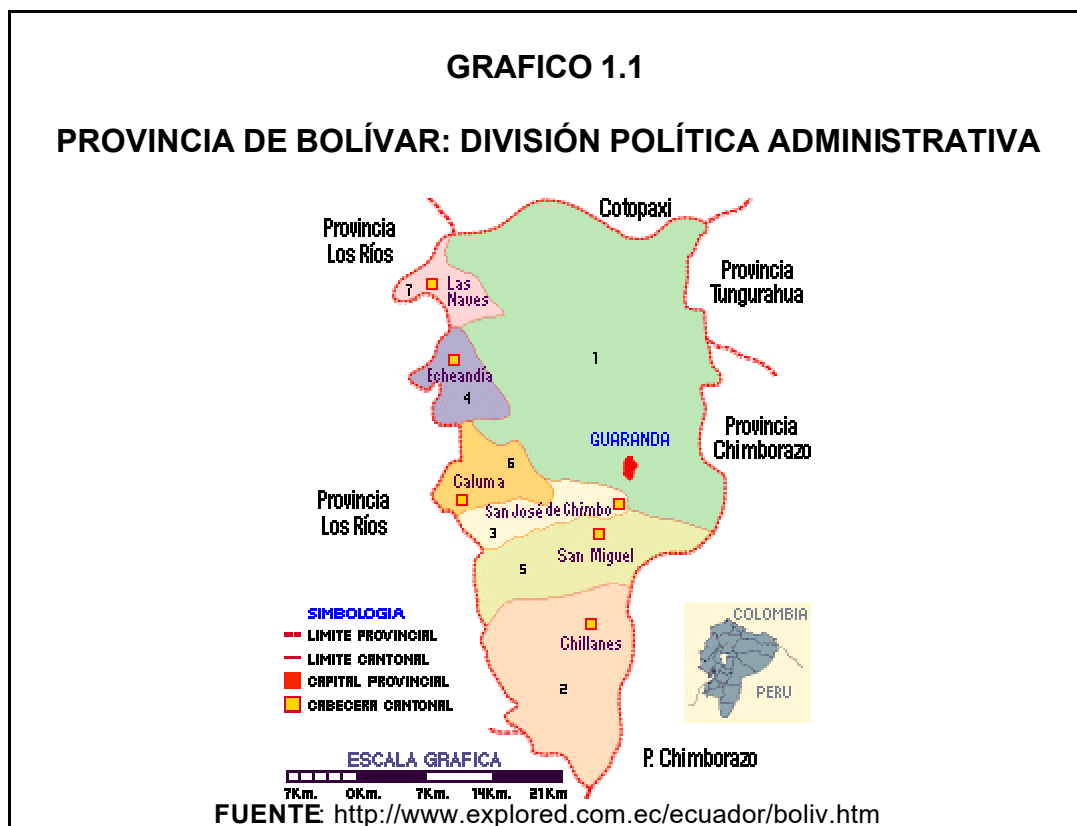 GRAFICO 1.1
PROVINCIA DE BOLÍVAR: DIVISIÓN POLÍTICA ADMINISTRATIVA
Cotopaxi
Provincia
Los Ríos
Provincia
Tungurahua
7
Las
Naves
1
Echeandía
4
GUARANDA
Provincia
Chimborazo
6
Caluma
Provincia
Los Ríos
San José de Chimbo
3
San Miguel
5
Chillanes
2
SIMBOLOGIA
LIMITE PROVINCIAL
LIMITE CANTONAL
CAPITAL PROVINCIAL
CABECERA CANTONAL
COLOMBIA
PERU
P. Chimborazo
ESCALA GRAFICA
7Km. 0Km. 7Km. 14Km. 21Km
FUENTE: http://www.explored.com.ec/ecuador/boliv.htm